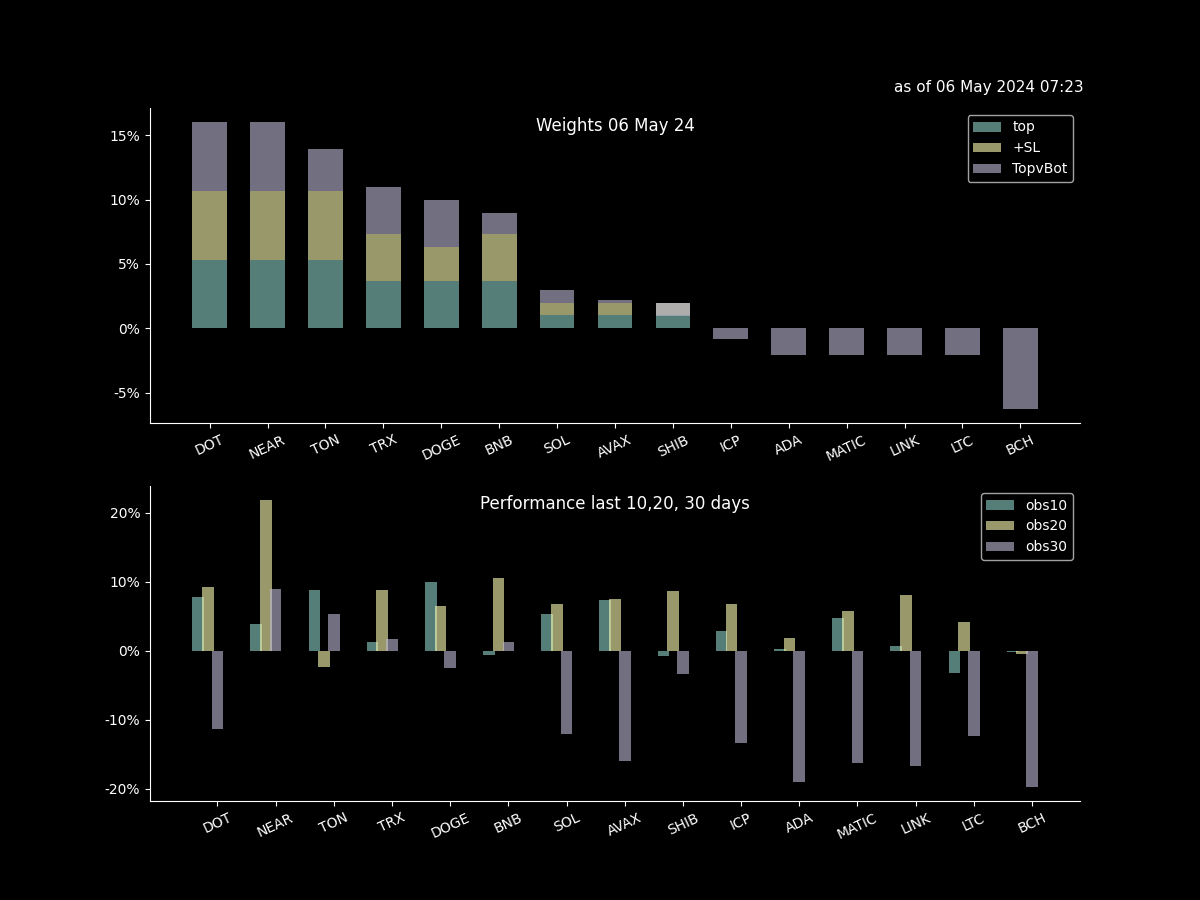 as of 06 May 2024 07:23
Weights 06 May 24
top
+SL
TopvBot
15%
10%
5%
0%
-5%
DOT NEAR TON TRX DOGE BNB SOL AVAX SHIB ICP ADA MATIC LINK LTC BCH
Performance last 10,20, 30 days
obs10
obs20
obs30
20%
10%
0%
-10%
-20%
DOT NEAR TON TRX DOGE BNB SOL AVAX SHIB ICP ADA MATIC LINK LTC BCH